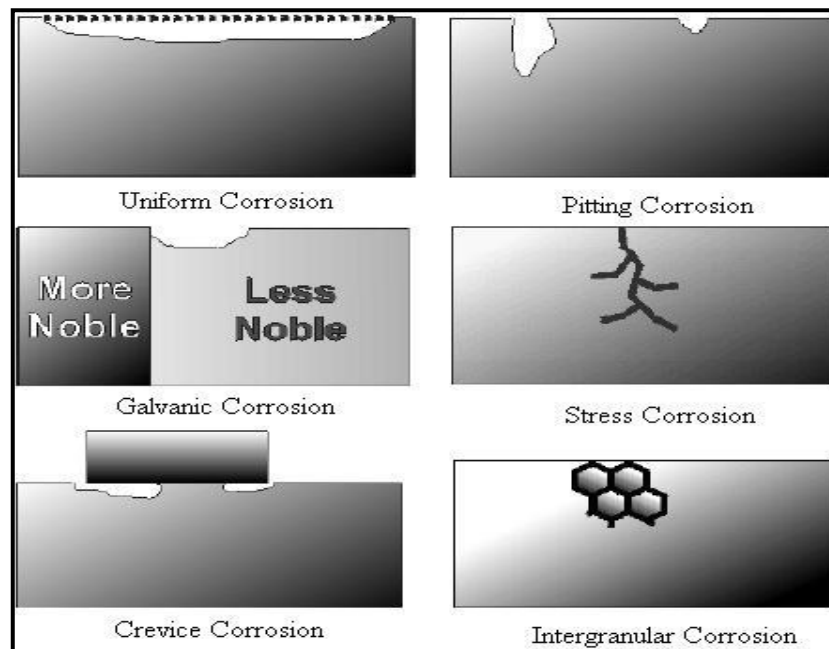 Uniform Corrosion
Pitting Corrosion
More
Noble
Less
Noble
Galvanic Corrosion
Stress Corrosion
Crevice Corrosion
Intergranular Corrosion